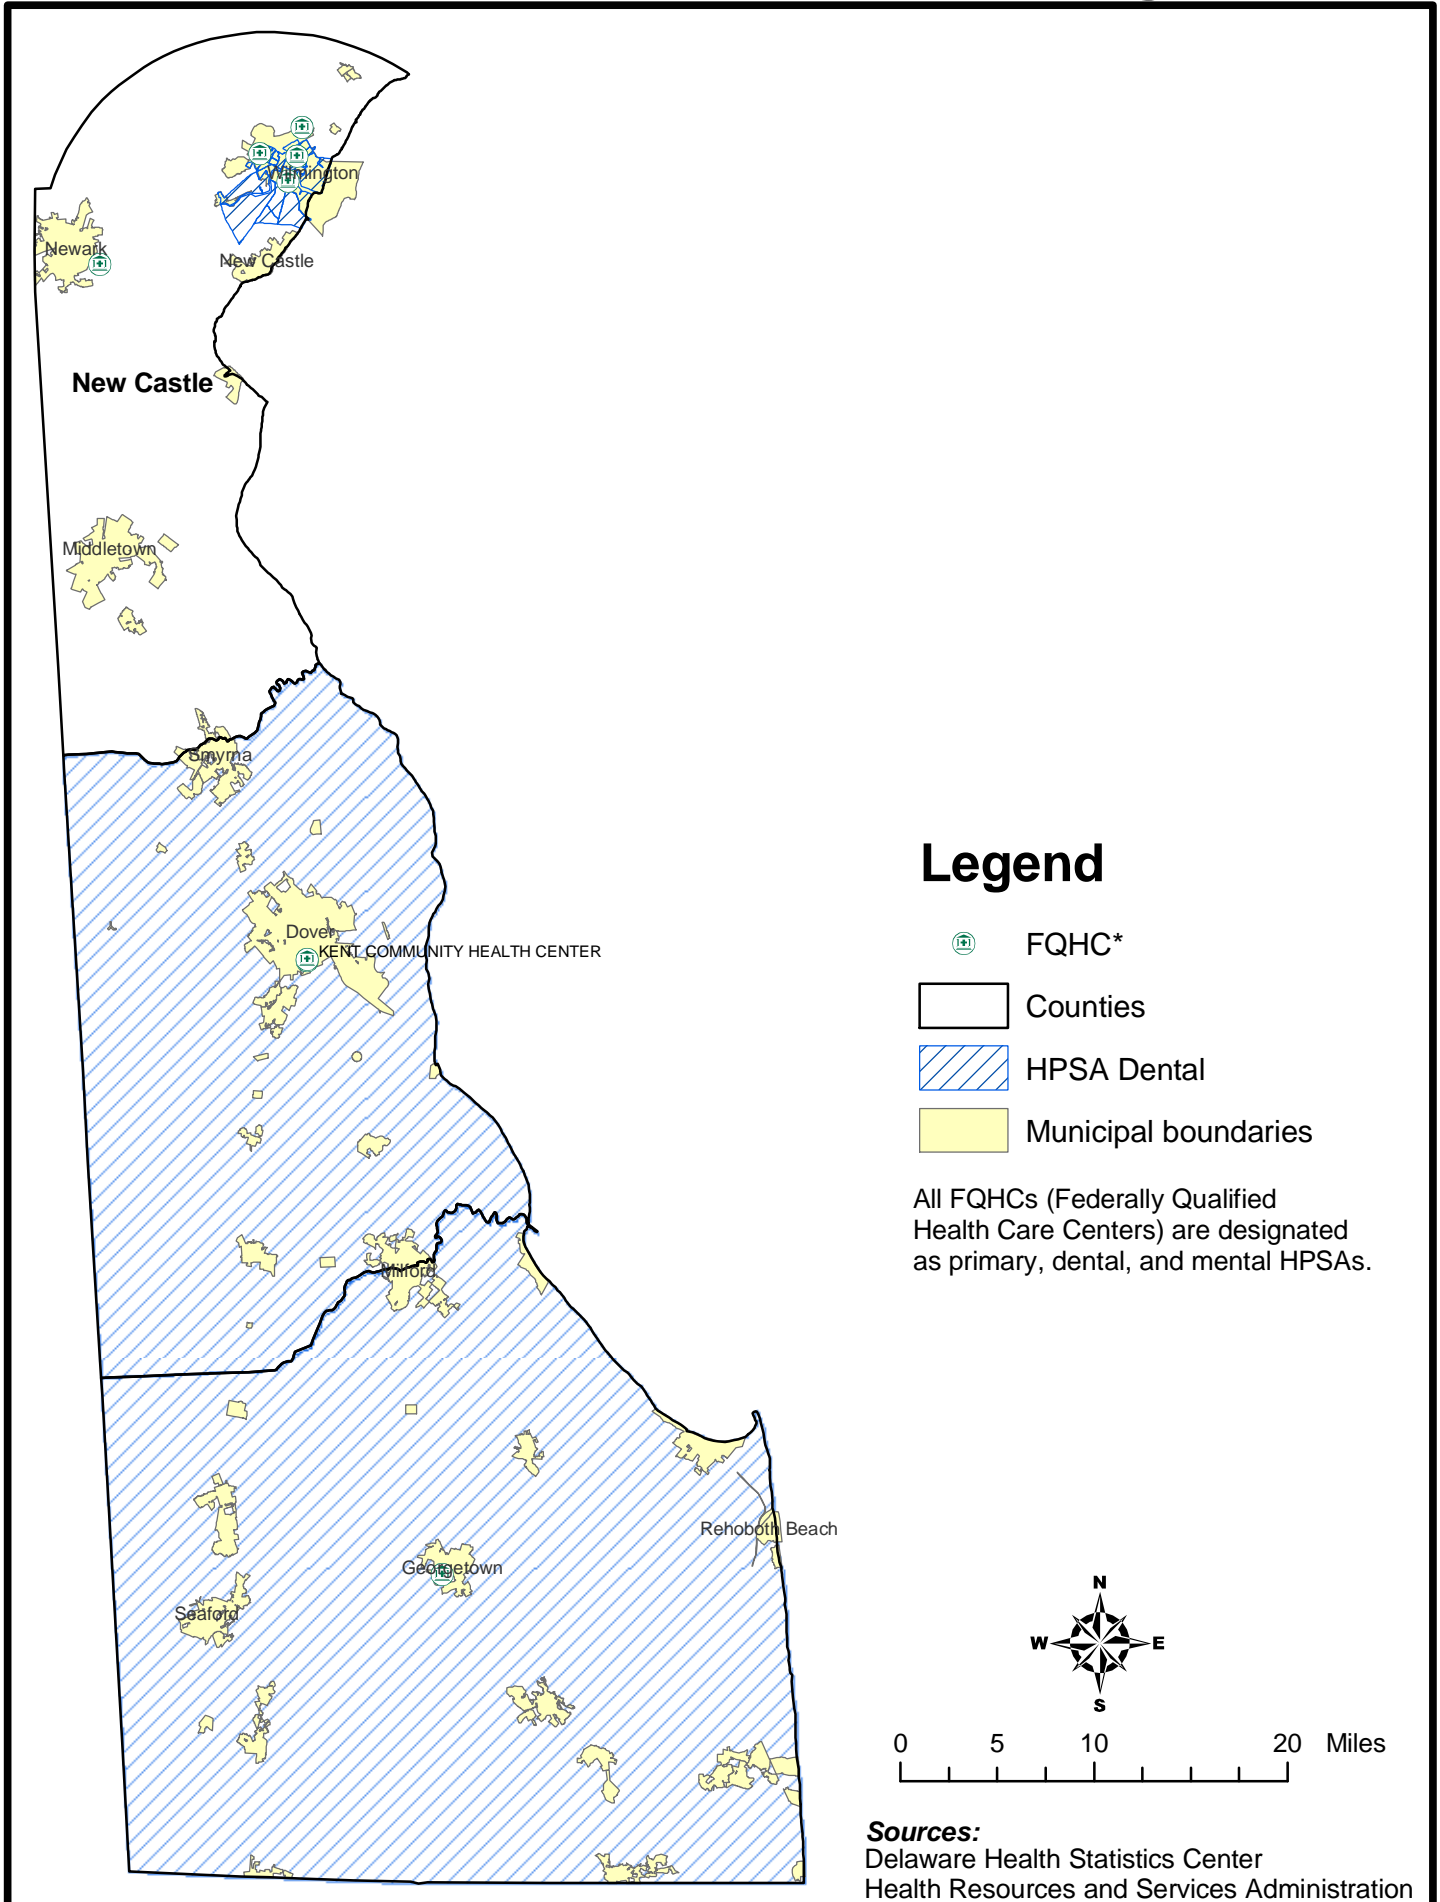 Wilmington
Newark
New Castle
New Castle
Middletown
Smyrna
Dover
KENT COMMUNITY HEALTH CENTER
Milford
Rehoboth Beach
Georgetown
Seaford
Legend
FQHC*
Counties
HPSA Dental
Municipal boundaries
All FQHCs (Federally Qualified
Health Care Centers) are designated
as primary, dental, and mental HPSAs.
N
W E
S
0 5 10 20 Miles
Sources:
Delaware Health Statistics Center
Health Resources and Services Administration